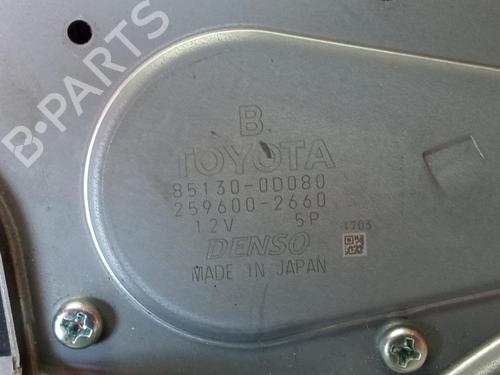 B-PARTS
B.
TOYOTA
85130-0D080
259600-2660
12V 5P 1703
DENSO
MADE IN JAPAN